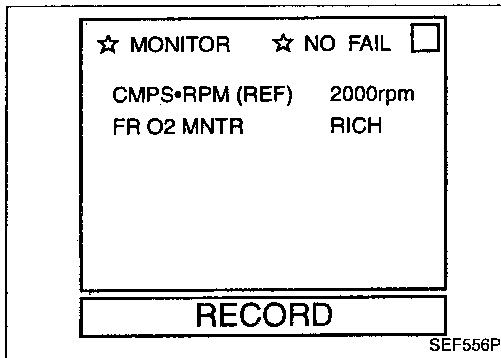 ☆ MONITOR ☆ NO FAIL
CMPS•RPM (REF) 2000rpm
FR O2 MNTR RICH
RECORD
SEF556P